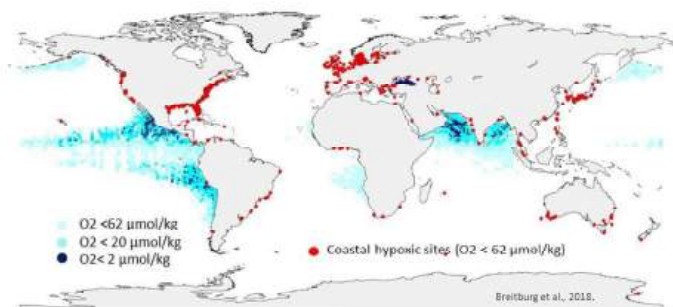 O2 <62 µmol/kg
O2 < 20 µmol/kg
O2< 2 µmol/kg
Coastal hypoxic sites (O2 < 62 µmol/kg)
Breitburg et al., 2018.